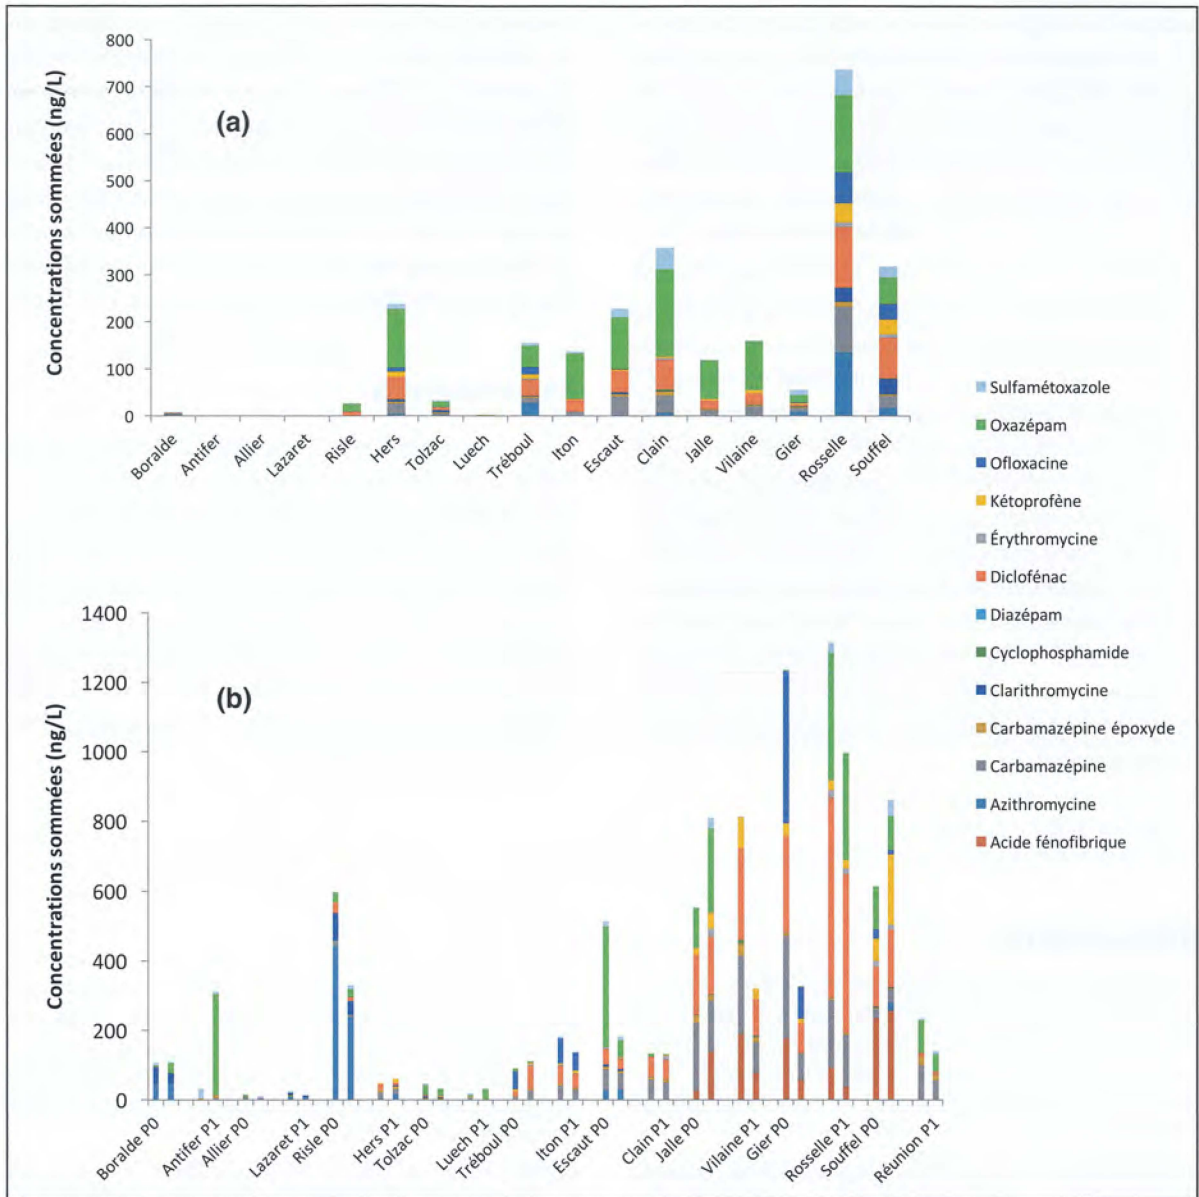 (a)
Concentrations sommées (ng/L)
800
700
600
500
400
300
200
100
0
Boralde
Antifer
Allier
Lazaret
Risle
Hers
Tolzac
Luech
Tréboul
Iton
Escaut
Clain
Jalle
Vilaine
Gier
Rosselle
Souffel
Sulfamétoxazole
Oxazépam
Ofloxacine
Kétoprofène
Érythromycine
Diclofénac
Diazépam
Cyclophosphamide
Clarithromycine
Carbamazépine époxyde
Carbamazépine
Azithromycine
Acide fénofibrique
(b)
Concentrations sommées (ng/L)
1400
1200
1000
800
600
400
200
0
Boralde P0
Antifer P1
Allier P0
Lazaret P1
Risle P0
Hers P1
Tolzac P0
Luech P1
Tréboul P0
Iton P1
Escaut P0
Clain P1
Jalle P0
Vilaine P1
Gier P0
Rosselle P1
Souffel P0
Réunion P1